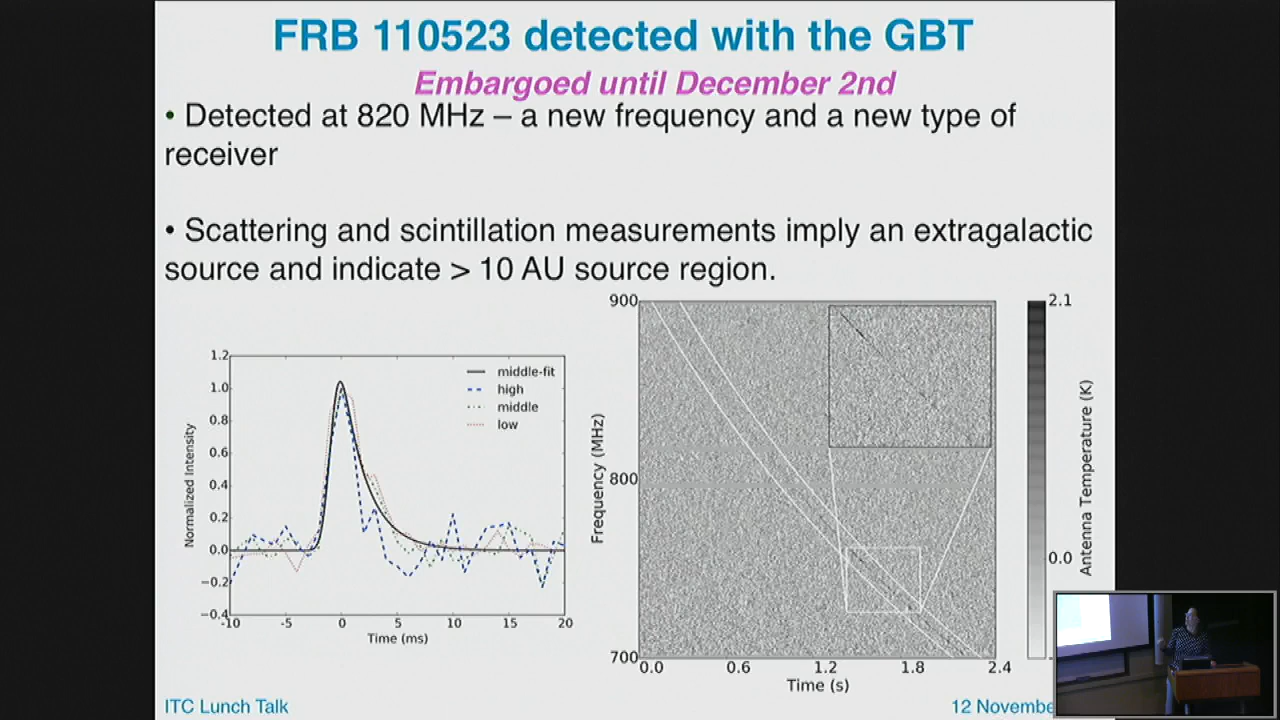 FRB 110523 detected with the GBT
Embargoed until December 2nd
• Detected at 820 MHz – a new frequency and a new type of
receiver
• Scattering and scintillation measurements imply an extragalactic
source and indicate > 10 AU source region.
1.2
1.0
0.8
0.6
0.4
0.2
0.0
−0.2
−0.4
-10
-5
0
5
10
15
20
Time (ms)
Normalized Intensity
middle-fit
high
middle
low
900
800
700
Frequency (MHz)
0.0
0.6
1.2
1.8
2.4
Time (s)
2.1
0.0
Antenna Temperature (K)
ITC Lunch Talk
12 Novembe